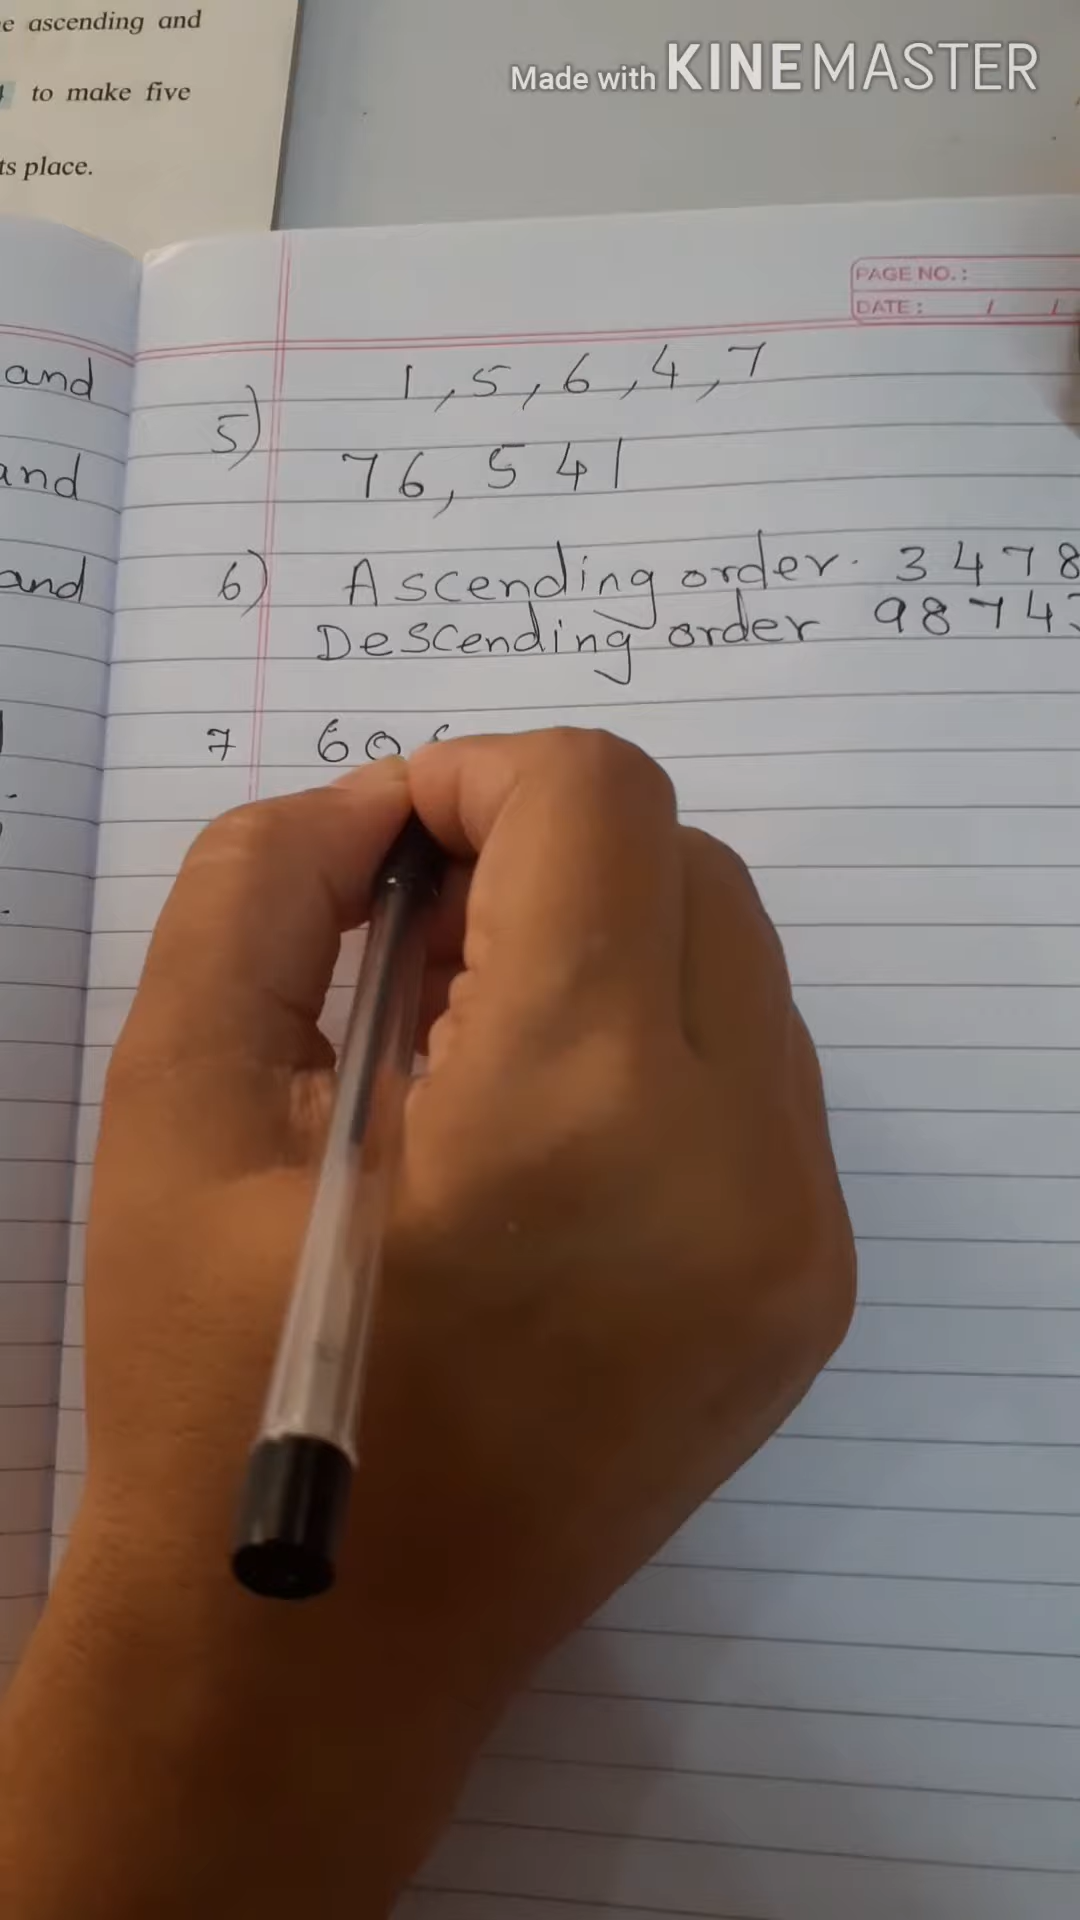 ascending and
to make five
place.
Made with KINEMASTER
PAGE NO.:
DATE: / /
and
and
and
5) 1, 5, 6, 4, 7
76, 541
6) Ascending order. 3478
Descending order 9874
7 60